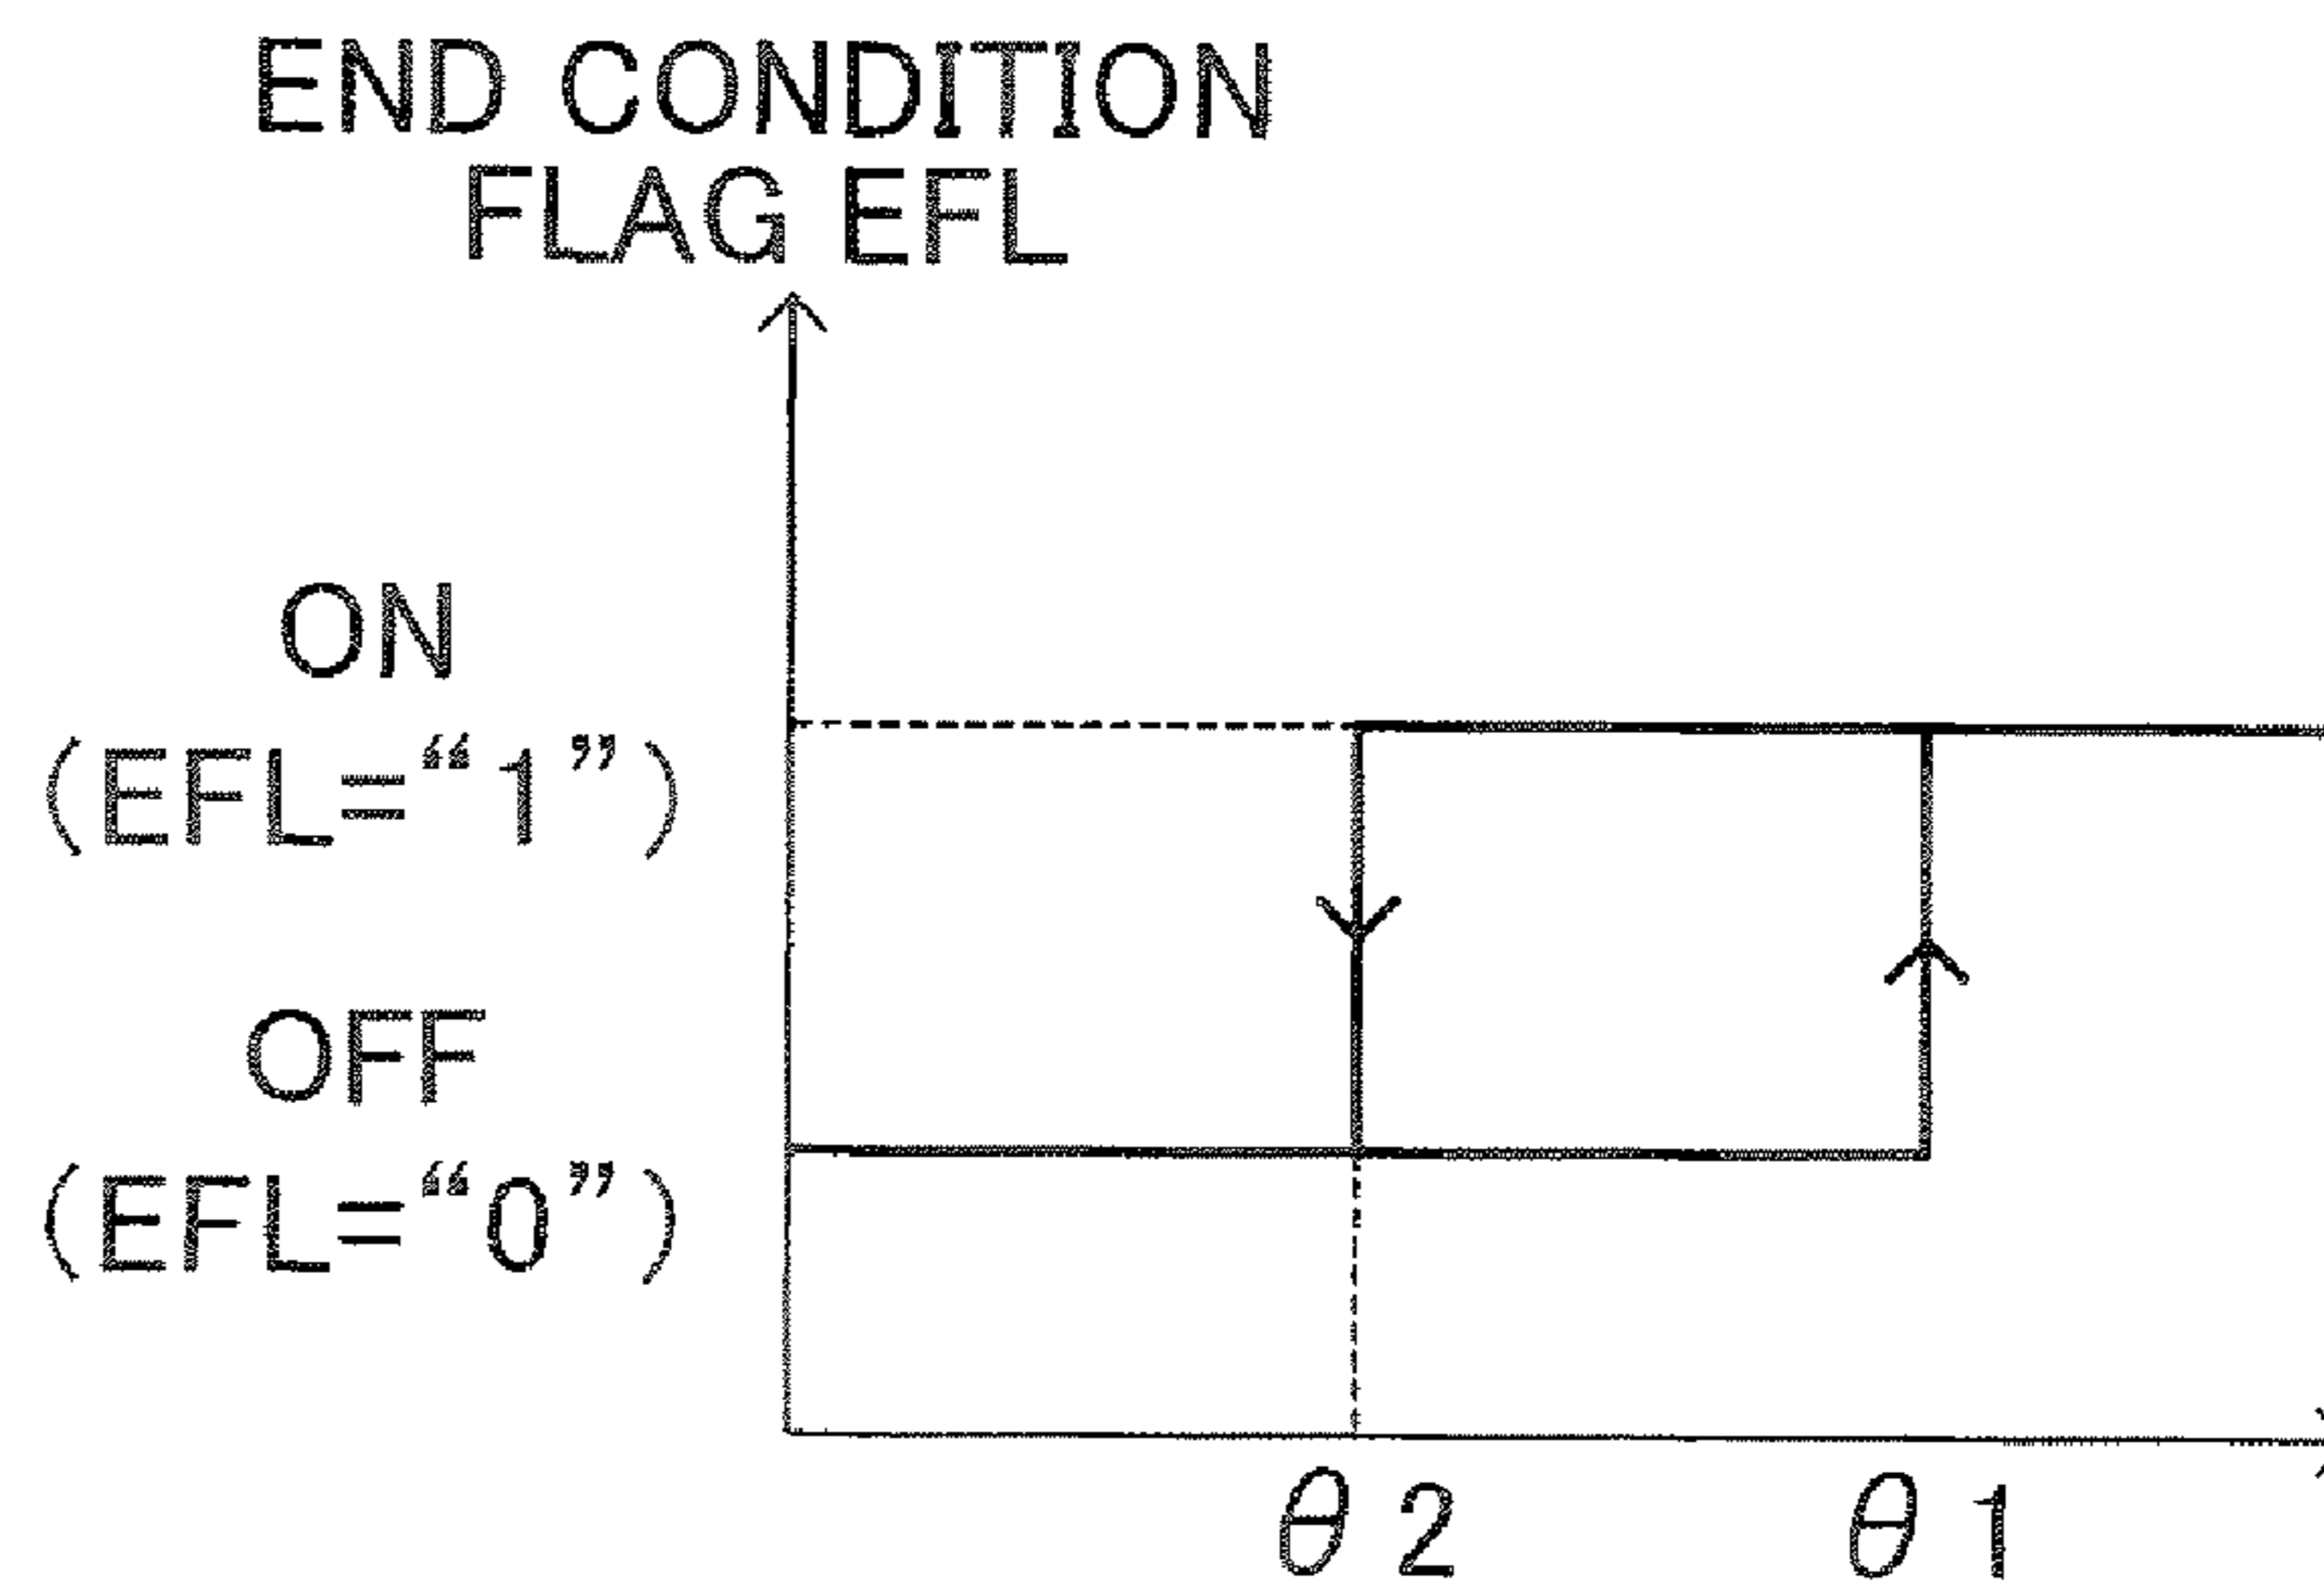 END CONDITION
FLAG EFL
ON
(EFL=“1”)
OFF
(EFL=“0”)
θ2
θ1